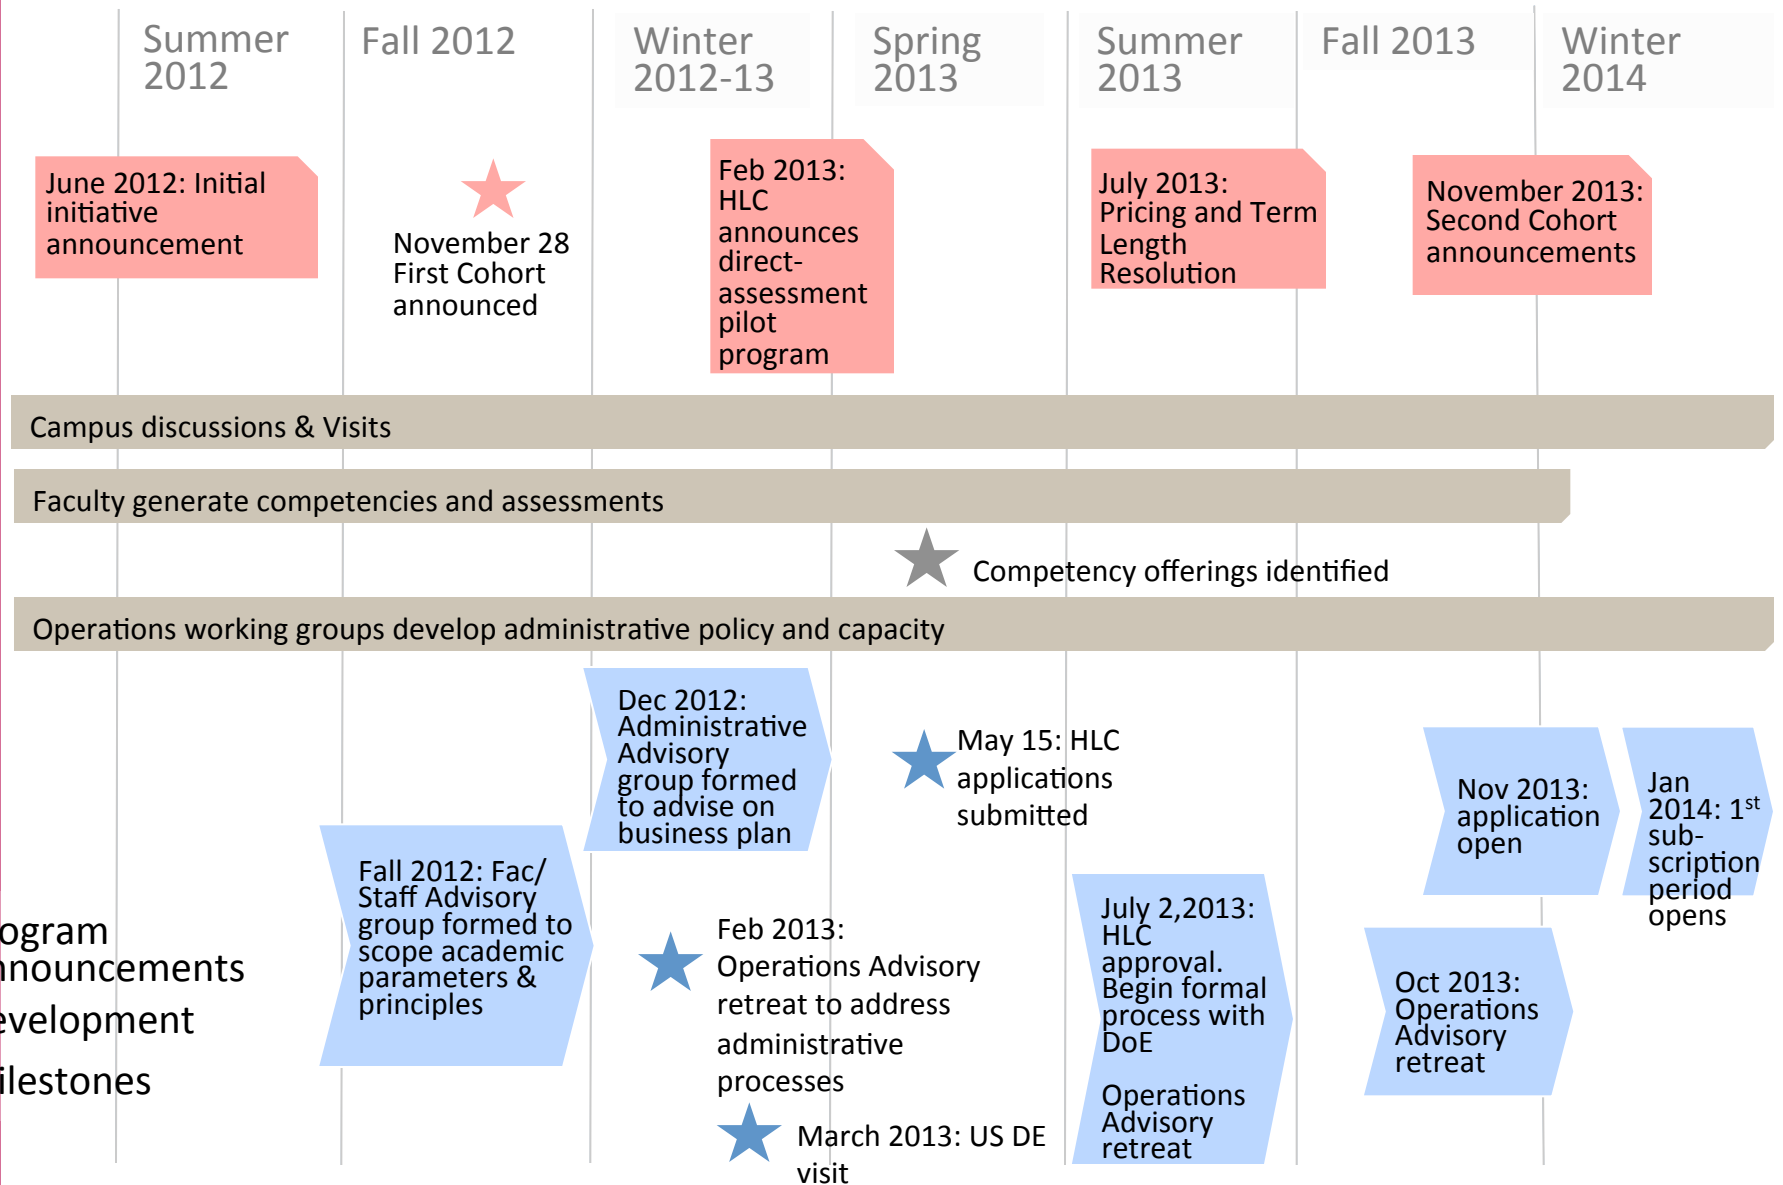 Summer
2012
Fall 2012
Winter
2012-13
Spring
2013
Summer
2013
Fall 2013
Winter
2014
June 2012: Initial
initiative
announcement
November 28
First Cohort
announced
Feb 2013:
HLC
announces
direct-
assessment
pilot
program
July 2013:
Pricing and Term
Length
Resolution
November 2013:
Second Cohort
announcements
Campus discussions & Visits
Faculty generate competencies and assessments
Competency offerings identified
Operations working groups develop administrative policy and capacity
Dec 2012:
Administrative
Advisory
group formed
to advise on
business plan
May 15: HLC
applications
submitted
Nov 2013:
application
open
Jan
2014: 1st
sub-
scription
period
opens
Fall 2012: Fac/
Staff Advisory
group formed to
scope academic
parameters &
principles
Feb 2013:
Operations Advisory
retreat to address
administrative
processes
July 2,2013:
HLC
approval.
Begin formal
process with
DoE
Operations
Advisory
retreat
Oct 2013:
Operations
Advisory
retreat
March 2013: US DE
visit
ogram
nnouncements
evelopment
ilestones